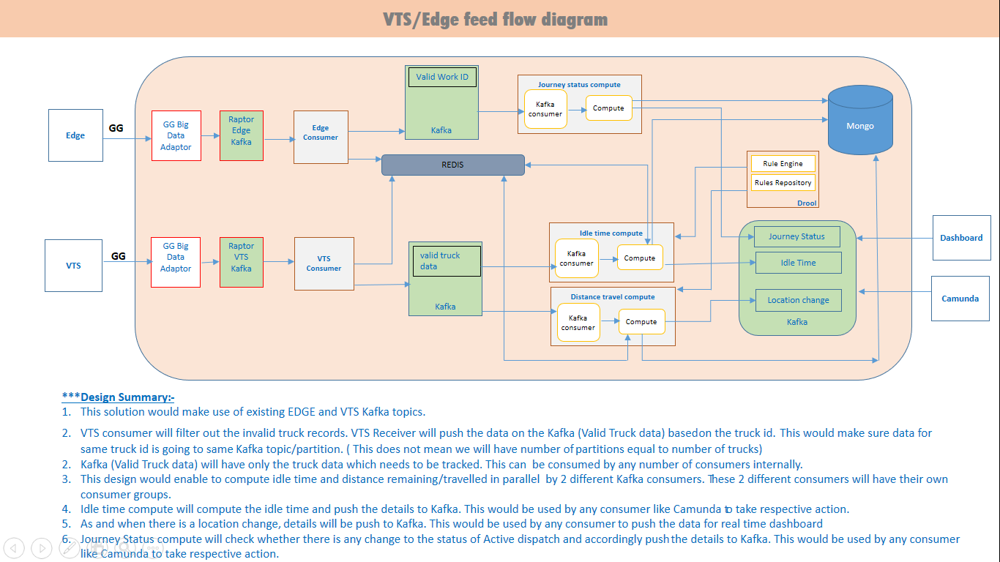 VTS/Edge feed flow diagram
Valid Work ID
Kafka
Journey status compute
Kafka
consumer
Compute
Mongo
Edge
GG
GG Big
Data
Adaptor
Raptor
Edge
Kafka
Edge
Consumer
REDIS
Rule Engine
Rules Repository
Drool
VTS
GG
GG Big
Data
Adaptor
Raptor
VTS
Kafka
VTS
Consumer
valid truck
data
Kafka
Idle time compute
Kafka
consumer
Compute
Distance travel compute
Kafka
consumer
Compute
Journey Status
Idle Time
Location change
Kafka
Dashboard
Camunda
***Design Summary:-
1. This solution would make use of existing EDGE and VTS Kafka topics.
2. VTS consumer will filter out the invalid truck records. VTS Receiver will push the data on the Kafka (Valid Truck data) based on the truck id. This would make sure data for
same truck id is going to same Kafka topic/partition. ( This does not mean we will have number of partitions equal to number of trucks)
2. Kafka (Valid Truck data) will have only the truck data which needs to be tracked. This can be consumed by any number of consumers internally.
3. This design would enable to compute idle time and distance remaining/travelled in parallel by 2 different Kafka consumers. These 2 different consumers will have their own
consumer groups.
4. Idle time compute will compute the idle time and push the details to Kafka. This would be used by any consumer like Camunda to take respective action.
5. As and when there is a location change, details will be push to Kafka. This would be used by any consumer to push the data for real time dashboard
6. Journey Status compute will check whether there is any change to the status of Active dispatch and accordingly push the details to Kafka. This would be used by any consumer
like Camunda to take respective action.